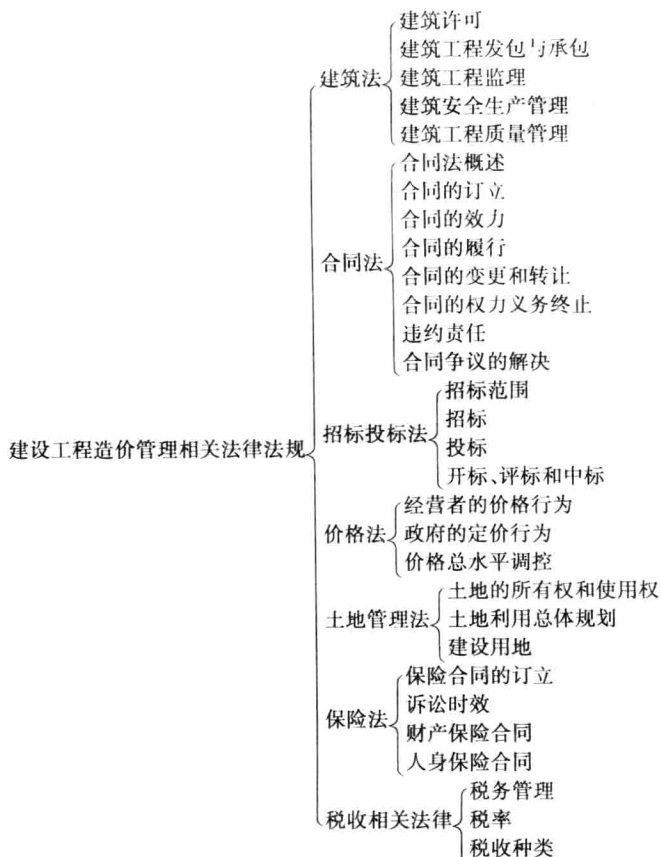 建筑许可
建筑工程发包与承包
建筑法
建筑工程监理
建筑安全生产管理
建筑工程质量管理
合同法概述
合同的订立
合同的效力
合同的履行
合同法
合同的变更和转让
合同的权力义务终止
违约责任
合同争议的解决
招标范围
招标
招标投标法
投标
建设工程造价管理相关法律法规
开标、评标和中标
经营者的价格行为
价格法
政府的定价行为
价格总水平调控
土地的所有权和使用权
土地管理法
土地利用总体规划
建设用地
保险合同的订立
诉讼时效
保险法
财产保险合同
人身保险合同
税务管理
税收相关法律
税率
税收种类